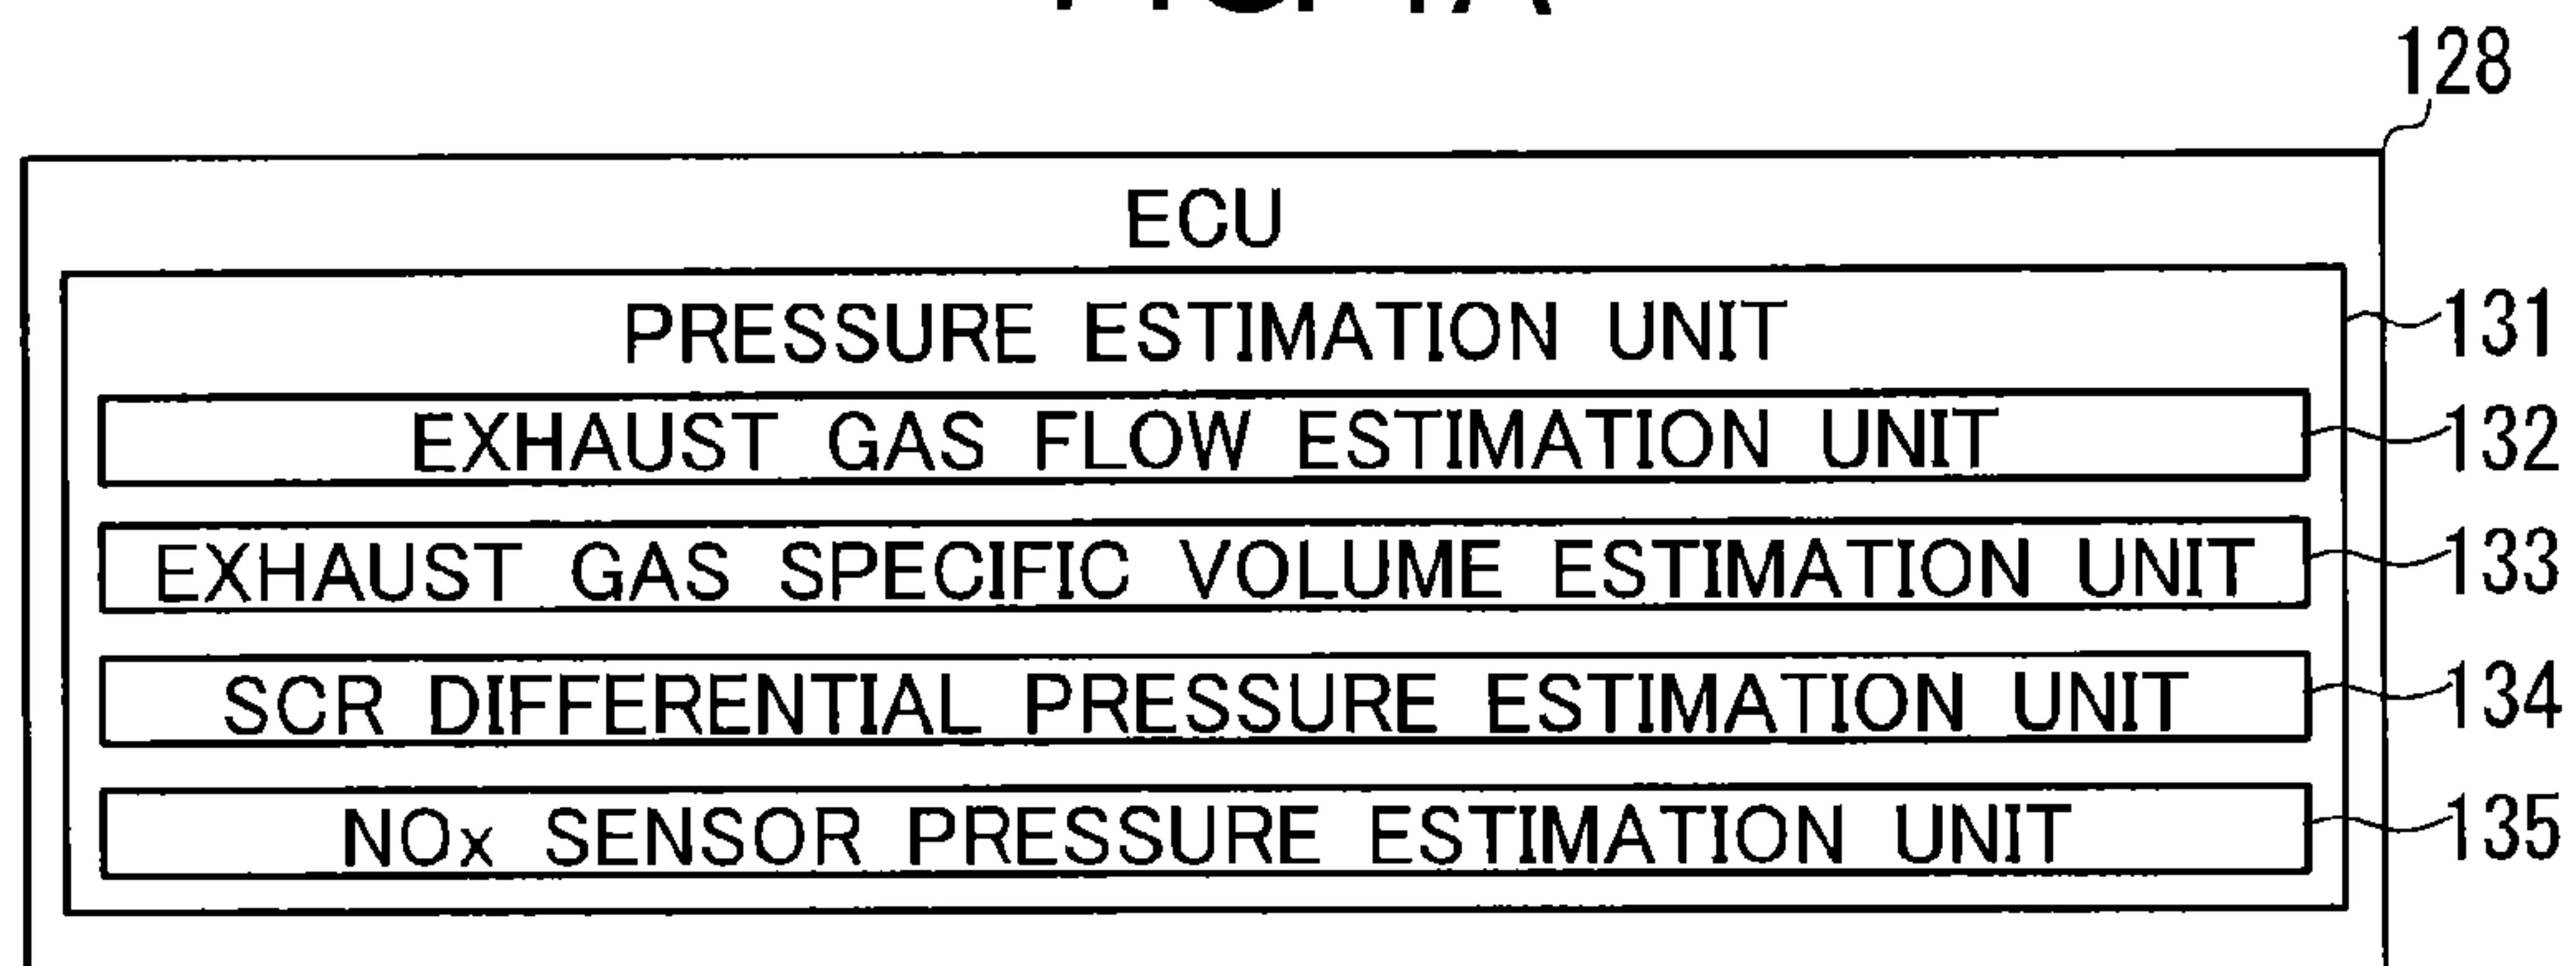 128
ECU
PRESSURE ESTIMATION UNIT
131
EXHAUST GAS FLOW ESTIMATION UNIT
132
EXHAUST GAS SPECIFIC VOLUME ESTIMATION UNIT
133
SCR DIFFERENTIAL PRESSURE ESTIMATION UNIT
134
NOx SENSOR PRESSURE ESTIMATION UNIT
135